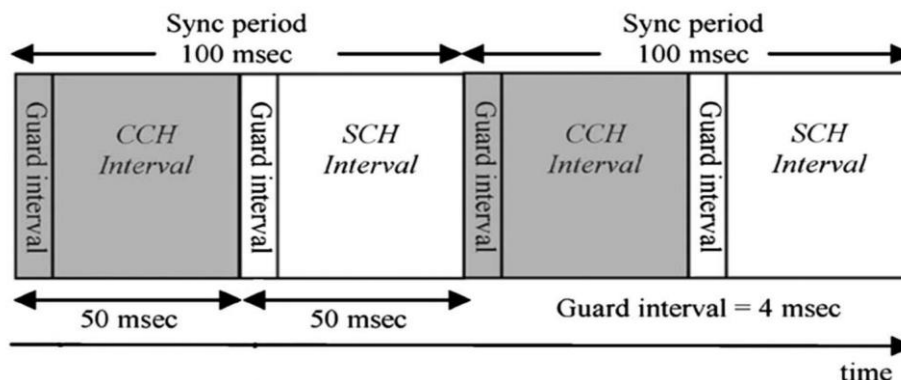 Sync period
100 msec
Sync period
100 msec
Guard interval
CCH
Interval
Guard interval
SCH
Interval
Guard interval
CCH
Interval
Guard interval
SCH
Interval
50 msec
50 msec
Guard interval = 4 msec
time